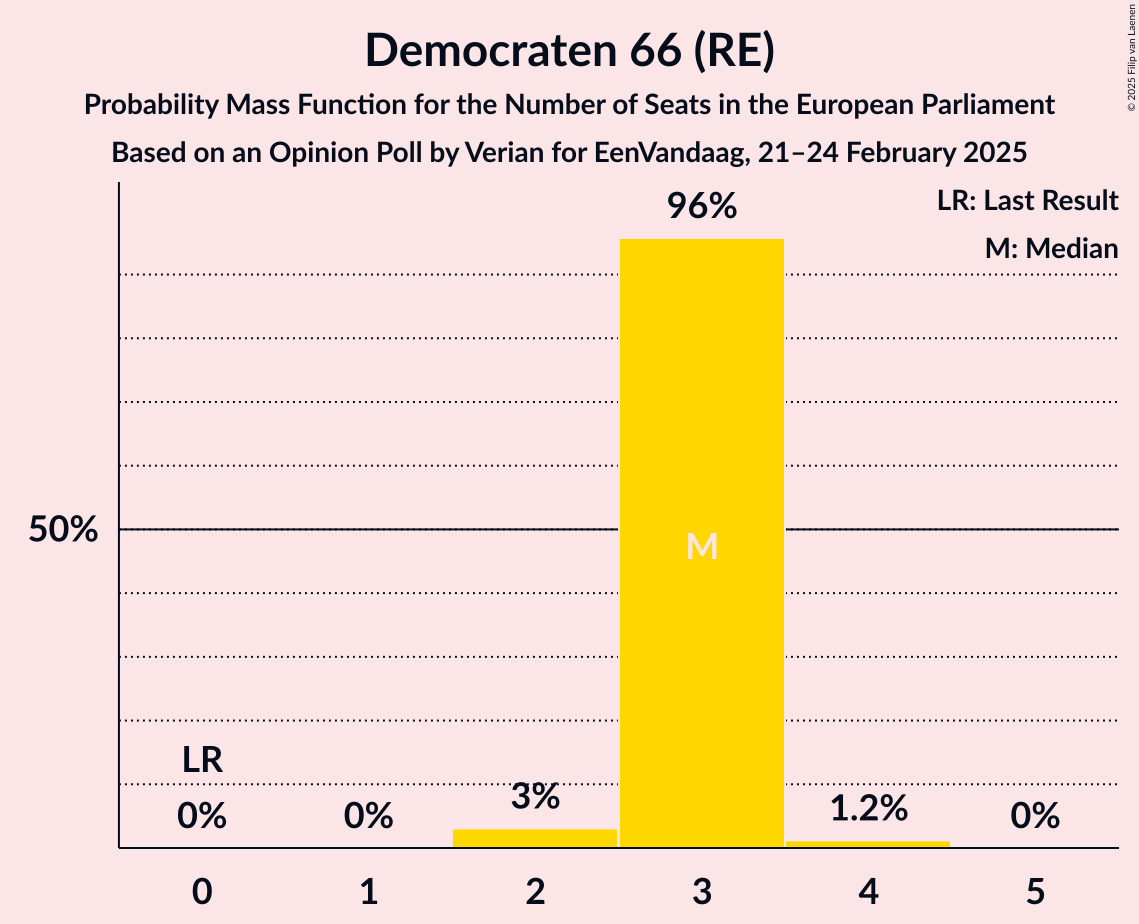 Democraten 66 (RE)
Probability Mass Function for the Number of Seats in the European Parliament
Based on an Opinion Poll by Verian for EenVandaag, 21–24 February 2025
© 2025 Filip van Laenen
LR: Last Result
M: Median
96%
50%
M
LR
0%
0%
3%
1.2%
0%
0
1
2
3
4
5